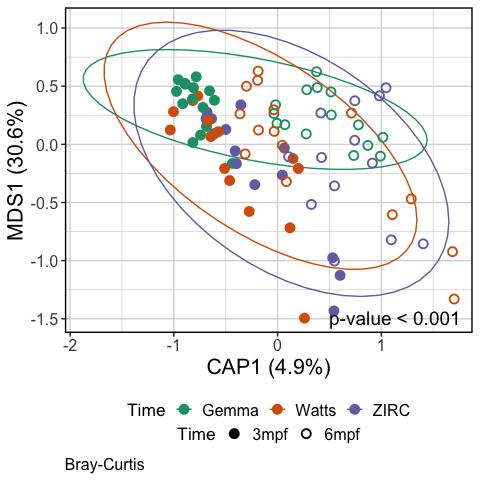 MDS1 (30.6%)
1.0
0.5
0.0
-0.5
-1.0
-1.5
p-value < 0.001
-2 -1 0 1
CAP1 (4.9%)
Time Gemma Watts ZIRC
Time 3mpf 6mpf
Bray-Curtis